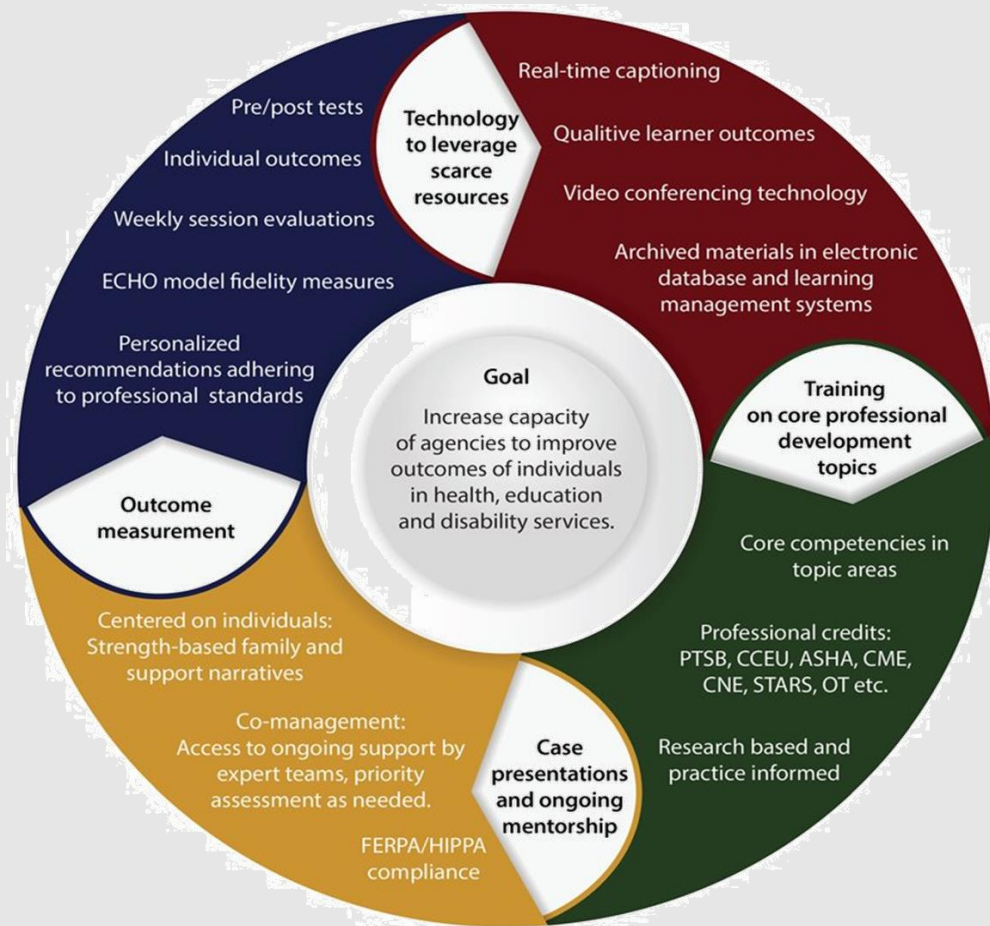 Technology
to leverage
scarce
resources
Real-time captioning
Qualitive learner outcomes
Video conferencing technology
Archived materials in electronic
database and learning
management systems
Training
on core professional
development
topics
Core competencies in
topic areas
Professional credits:
PTSB, CCEU, ASHA, CME,
CNE, STARS, OT etc.
Research based and
practice informed
Case
presentations
and ongoing
mentorship
Centered on individuals:
Strength-based family and
support narratives
Co-management:
Access to ongoing support by
expert teams, priority
assessment as needed.
FERPA/HIPPA
compliance
Outcome
measurement
Pre/post tests
Individual outcomes
Weekly session evaluations
ECHO model fidelity measures
Personalized
recommendations adhering
to professional standards
Goal
Increase capacity
of agencies to improve
outcomes of individuals
in health, education
and disability services.